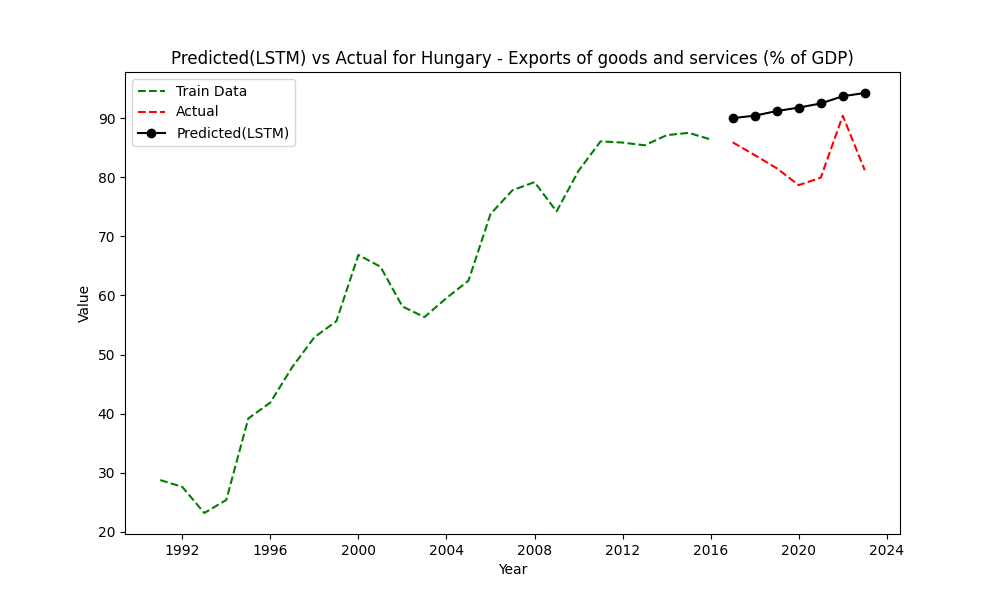 Predicted(LSTM) vs Actual for Hungary - Exports of goods and services (% of GDP)
Train Data
Actual
Predicted(LSTM)
90
80
70
60
50
40
30
20
Value
1992 1996 2000 2004 2008 2012 2016 2020 2024
Year